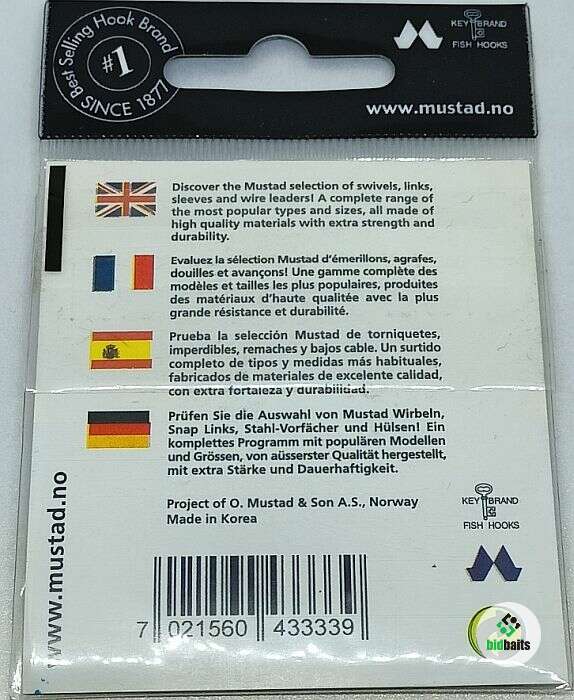 Best Selling Hook Brand
#1
SINCE 1877
KEY BRAND
FISH HOOKS
www.mustad.no
Discover the Mustad selection of swivels, links,
sleeves and wire leaders! A complete range of
the most popular types and sizes, all made of
high quality materials with extra strength and
durability.
Evaluez la sélection Mustad d'émerillons, agrafes,
douilles et avançons! Une gamme complète des
modèles et tailles les plus populaires, produites
des matériaux d'haute qualitée avec la plus
grande résistance et durabilité.
Prueba la selección Mustad de torniquetes,
imperdibles, remaches y bajos cable. Un surtido
completo de tipos y medidas más habituales,
fabricados de materiales de excelente calidad,
con extra fortaleza y durabilidad.
Prüfen Sie die Auswahl von Mustad Wirbeln,
Snap Links, Stahl-Vorfächer und Hülsen! Ein
komplettes Programm mit populären Modellen
und Grössen, von aüsserster Qualität hergestellt,
mit extra Stärke und Dauerhaftigkeit.
www.mustad.no
Project of O. Mustad & Son A.S., Norway
Made in Korea
KEY BRAND
FISH HOOKS
7 021560 433339
bidbaits